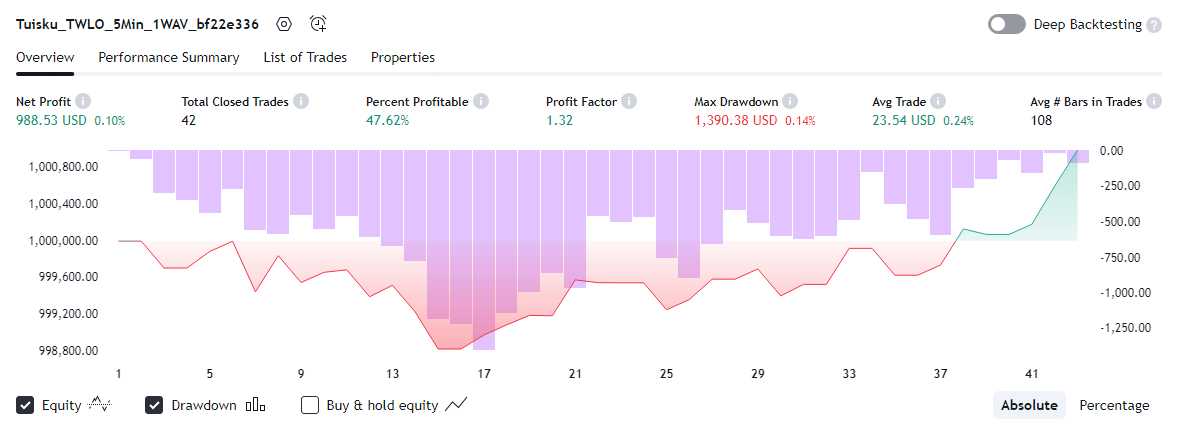 Tuisku_TWLO_5Min_1WAV_bf22e336 Deep Backtesting ?
Overview Performance Summary List of Trades Properties
Net Profit i Total Closed Trades i Percent Profitable i Profit Factor i Max Drawdown i Avg Trade i Avg # Bars in Trades i
988.53 USD 0.10% 42 47.62% 1.32 1,390.38 USD 0.14% 23.54 USD 0.24% 108
0.00
1,000,800.00
-250.00
1,000,400.00
-500.00
1,000,000.00
-750.00
999,600.00
-1,000.00
999,200.00
-1,250.00
998,800.00
1 5 9 13 17 21 25 29 33 37 41
Equity Drawdown Buy & hold equity Absolute Percentage